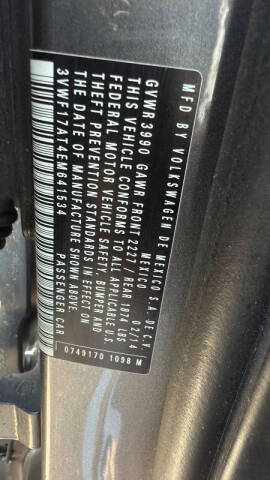 MFD BY VOLKSWAGEN DE MEXICO S.A. DE C.V.
MEXICO 02/14
GVWR 3990 GAWR FRONT 2227 / REAR 1874 LBS
THIS VEHICLE CONFORMS TO ALL APPLICABLE U.S.
FEDERAL MOTOR VEHICLE SAFETY, BUMPER AND
THEFT PREVENTION STANDARDS IN EFFECT ON
THE DATE OF MANUFACTURE SHOWN ABOVE.
3VWF17AT4EM641534 PASSENGER CAR
0749170 1098 M